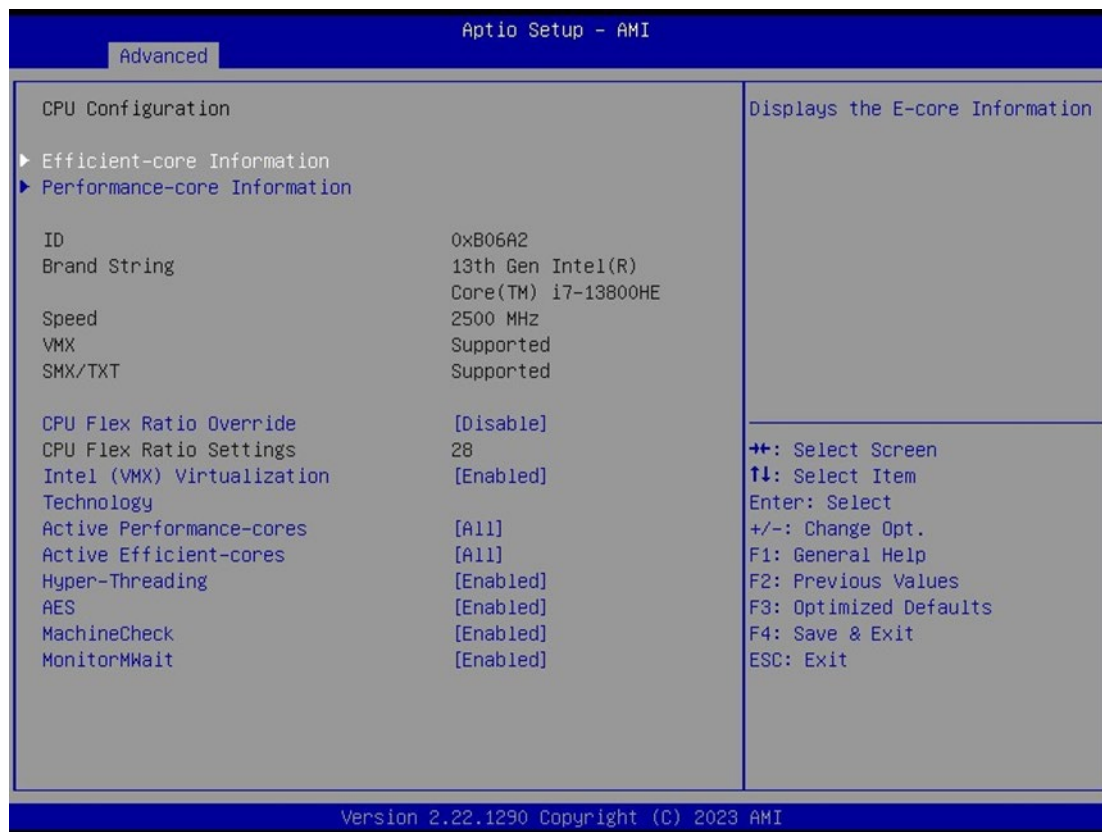 Aptio Setup - AMI
Advanced
CPU Configuration
Efficient-core Information
Performance-core Information
ID 0xB06A2
Brand String 13th Gen Intel(R)
Core(TM) i7-13800HE
Speed 2500 MHz
VMX Supported
SMX/TXT Supported
CPU Flex Ratio Override [Disable]
CPU Flex Ratio Settings 28
Intel (VMX) Virtualization [Enabled]
Technology
Active Performance-cores [All]
Active Efficient-cores [All]
Hyper-Threading [Enabled]
AES [Enabled]
MachineCheck [Enabled]
MonitorMWait [Enabled]
Displays the E-core Information
→←: Select Screen
↑↓: Select Item
Enter: Select
+/-: Change Opt.
F1: General Help
F2: Previous Values
F3: Optimized Defaults
F4: Save & Exit
ESC: Exit
Version 2.22.1290 Copyright (C) 2023 AMI